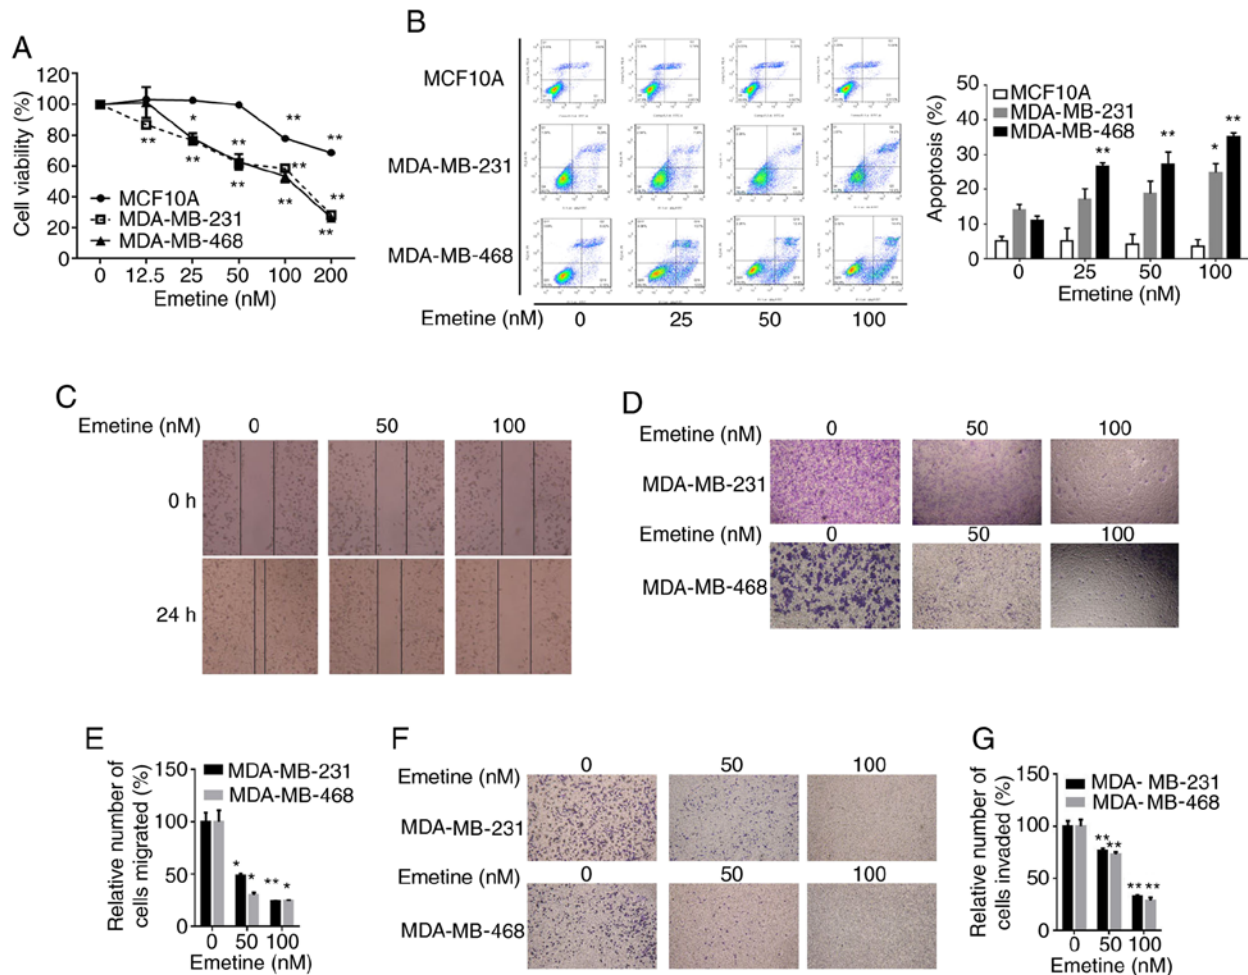 A
Cell viability (%)
120
100
80
60
40
20
0
**
*
**
**
**
**
**
**
**
**
**
MCF10A
MDA-MB-231
MDA-MB-468
0 12.5 25 50 100 200
Emetine (nM)
B
MCF10A
MDA-MB-231
MDA-MB-468
Emetine (nM) 0 25 50 100
Apoptosis (%)
50
40
30
20
10
0
MCF10A
MDA-MB-231
MDA-MB-468
**
**
*
**
0 25 50 100
Emetine (nM)
C
Emetine (nM) 0 50 100
0 h
24 h
D
Emetine (nM) 0 50 100
MDA-MB-231
Emetine (nM) 0 50 100
MDA-MB-468
E
Relative number of
cells migrated (%)
150
100
50
0
MDA-MB-231
MDA-MB-468
* * ** *
0 50 100
Emetine (nM)
F
Emetine (nM) 0 50 100
MDA-MB-231
Emetine (nM) 0 50 100
MDA-MB-468
G
Relative number of
cells invaded (%)
150
100
50
0
MDA- MB-231
MDA- MB-468
** ** ** **
0 50 100
Emetine (nM)